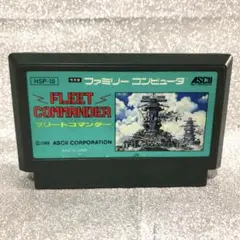 HSP-18
ファミリー コンピュータ
ASCII
FLEET
COMMANDER
フリートコマンダー
ASCII CORPORATION